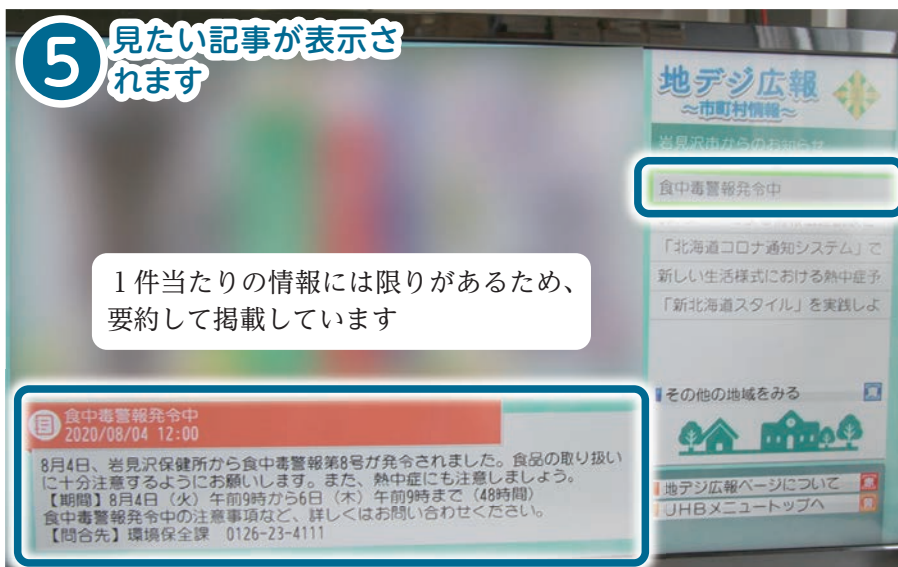 5
見たい記事が表示さ
れます
地デジ広報
～市町村情報～
岩見沢市からのお知らせ
食中毒警報発令中
「北海道コロナ通知システム」で
新しい生活様式における熱中症予
「新北海道スタイル」を実践しよ
１件当たりの情報には限りがあるため、
要約して掲載しています
その他の地域をみる
食中毒警報発令中
2020/08/04 12:00
8月4日、岩見沢保健所から食中毒警報第8号が発令されました。食品の取り扱い
に十分注意するようにお願いします。また、熱中症にも注意しましょう。
【期間】8月4日（火）午前9時から6日（木）午前9時まで（48時間）
食中毒警報発令中の注意事項など、詳しくはお問い合わせください。
【問合先】環境保全課　0126-23-4111
地デジ広報ページについて
UHBメニュートップへ